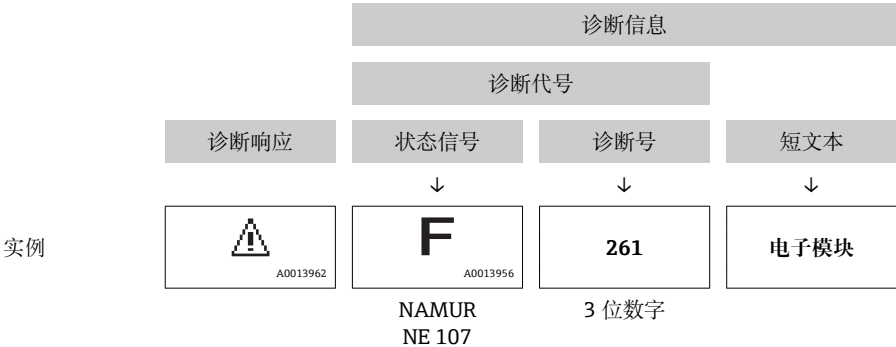 诊断信息
诊断代号
诊断响应 状态信号 诊断号 短文本
↓ ↓ ↓
实例 F 261 电子模块
A0013962 A0013956
NAMUR 3 位数字
NE 107